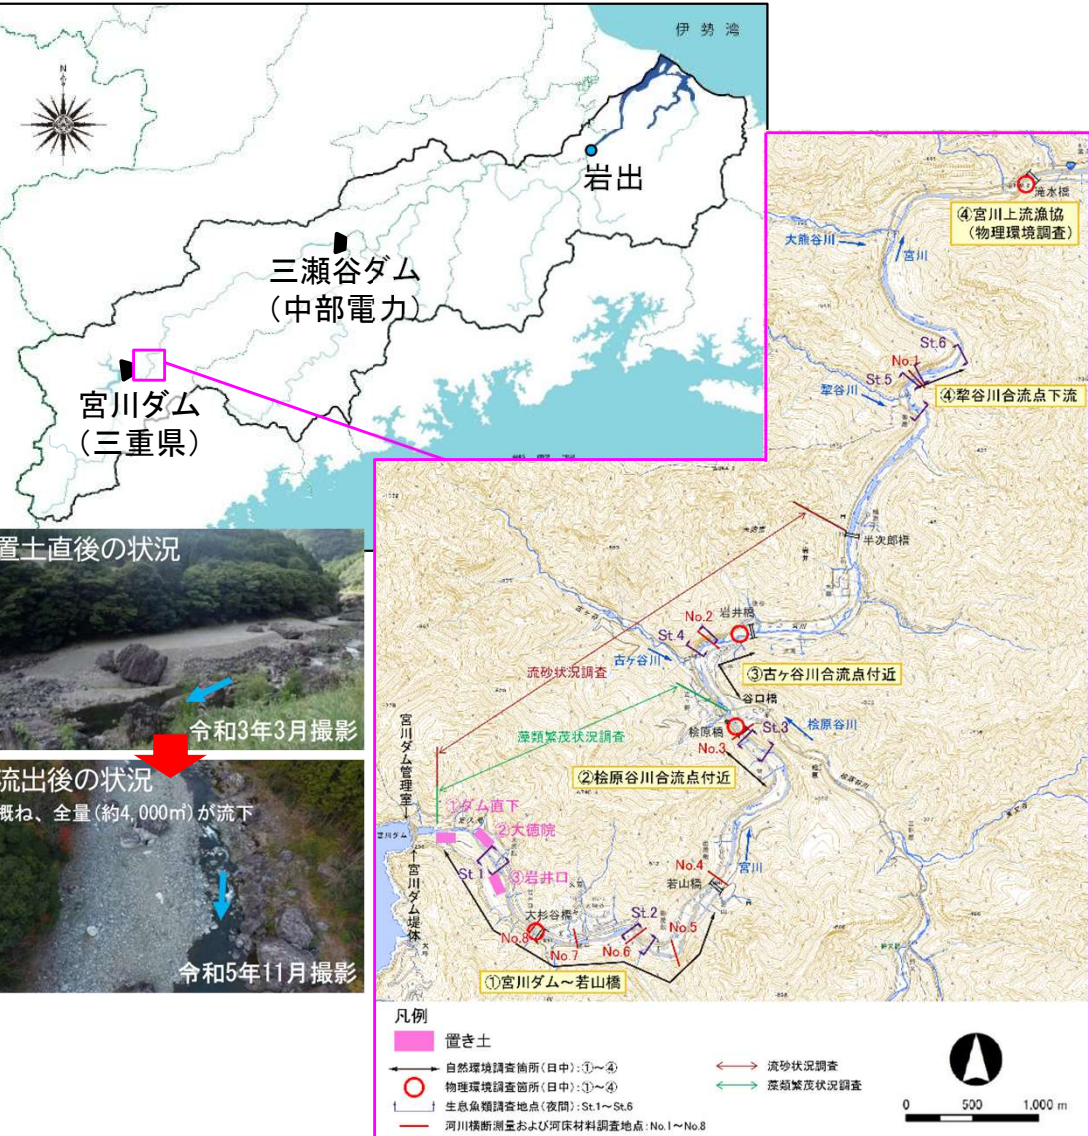 伊勢湾
N
岩出
三瀬谷ダム
(中部電力)
宮川ダム
(三重県)
置土直後の状況
令和3年3月撮影
流出後の状況
概ね、全量(約4,000㎥)が流下
令和5年11月撮影
滝水橋
④宮川上流漁協
(物理環境調査)
大熊谷川
宮川
St.6
No.1
St.5
犂谷川
④犂谷川合流点下流
半次郎橋
岩井橋
No.2
St.4
古ヶ谷川
流砂状況調査
③古ヶ谷川合流点付近
谷口橋
桧原谷川
桧原橋
St.3
No.3
藻類繁茂状況調査
②桧原谷川合流点付近
宮川ダム管理室
①ダム直下
②大徳院
宮川ダム
St.1
③岩井口
宮川ダム堤体
宮川
No.4
若山橋
大杉谷橋
No.8
No.7
St.2
No.6
No.5
①宮川ダム～若山橋
凡例
置き土
自然環境調査箇所(日中):①～④
物理環境調査箇所(日中):①～④
生息魚類調査地点(夜間):St.1～St.6
河川横断測量および河床材料調査地点:No.1～No.8
流砂状況調査
藻類繁茂状況調査
0 500 1,000 m